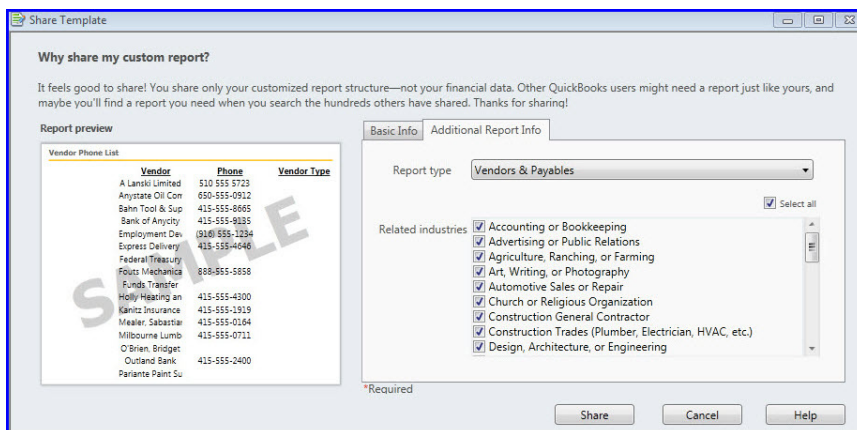 Share Template
Why share my custom report?
It feels good to share! You share only your customized report structure—not your financial data. Other QuickBooks users might need a report just like yours, and
maybe you'll find a report you need when you search the hundreds others have shared. Thanks for sharing!
Report preview
Vendor Phone List
Vendor Phone Vendor Type
A Lanski Limited 510 555 5723
Anystate Oil Com 650-555-0912
Bahn Tool & Sup 415-555-8665
Bank of Anycity 415-555-9135
Employment Dev (916) 555-1234
Express Delivery 415-555-4646
Federal Treasury
Fouts Mechanica 888-555-5858
Funds Transfer
Holly Heating an 415-555-4300
Kanitz Insurance 415-555-1919
Mealer, Sabastian 415-555-0164
Milbourne Lumb 415-555-0711
O'Brien, Bridget
Outland Bank 415-555-2400
Pariante Paint Su
SAMPLE
Basic Info Additional Report Info
Report type Vendors & Payables
Select all
Related industries Accounting or Bookkeeping
Advertising or Public Relations
Agriculture, Ranching, or Farming
Art, Writing, or Photography
Automotive Sales or Repair
Church or Religious Organization
Construction General Contractor
Construction Trades (Plumber, Electrician, HVAC, etc.)
Design, Architecture, or Engineering
*Required
Share Cancel Help